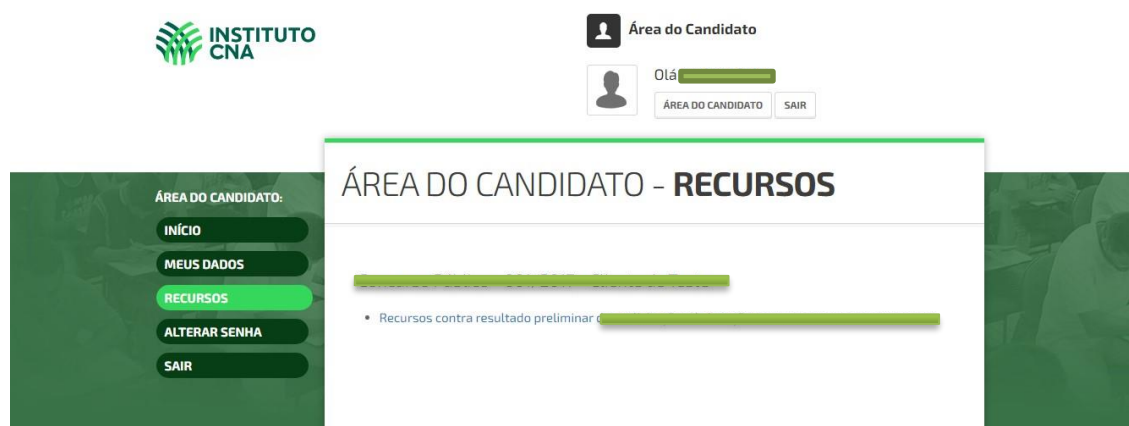 INSTITUTO
CNA
Área do Candidato
Olá
ÁREA DO CANDIDATO SAIR
ÁREA DO CANDIDATO:
INÍCIO
MEUS DADOS
RECURSOS
ALTERAR SENHA
SAIR
ÁREA DO CANDIDATO - RECURSOS
• Recursos contra resultado preliminar